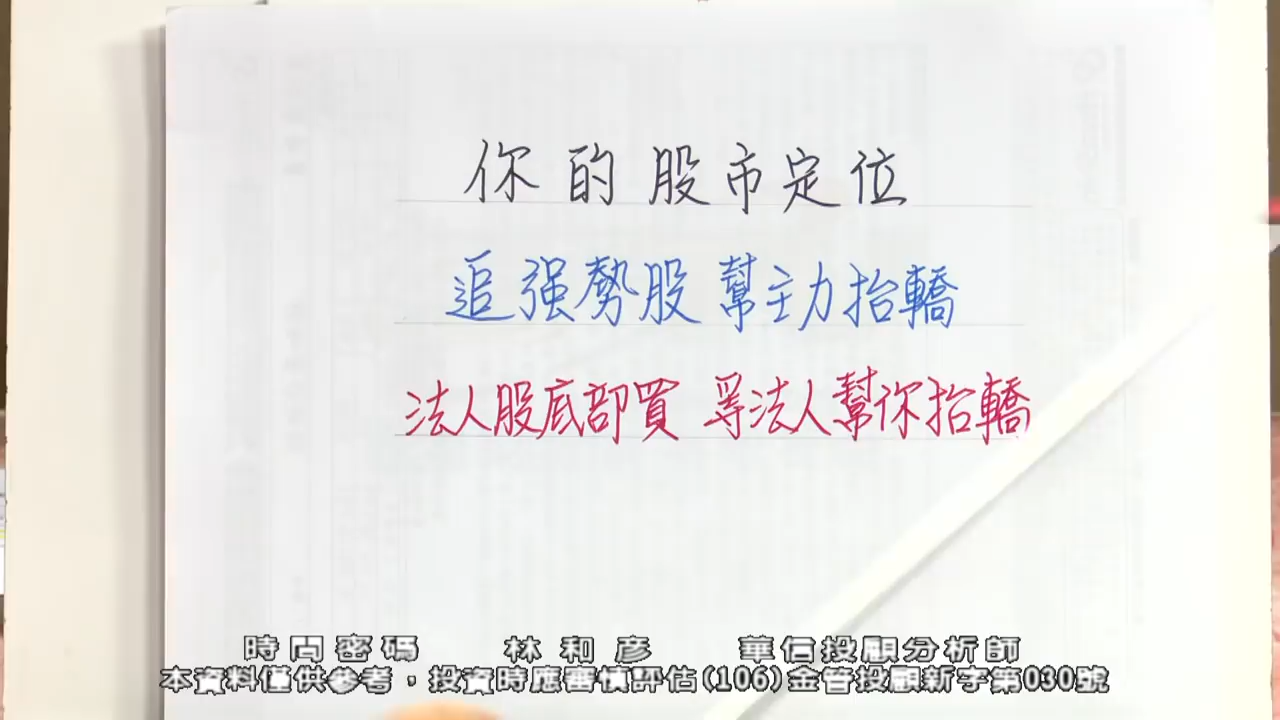 你的股市定位
追强勢股 幫主力抬轎
法人股底部買 等法人幫你抬轎
時間密碼 林和彦 華信投顧分析師
本資料僅供參考,投資時應審慎評估(106)金管投顧新字第030號